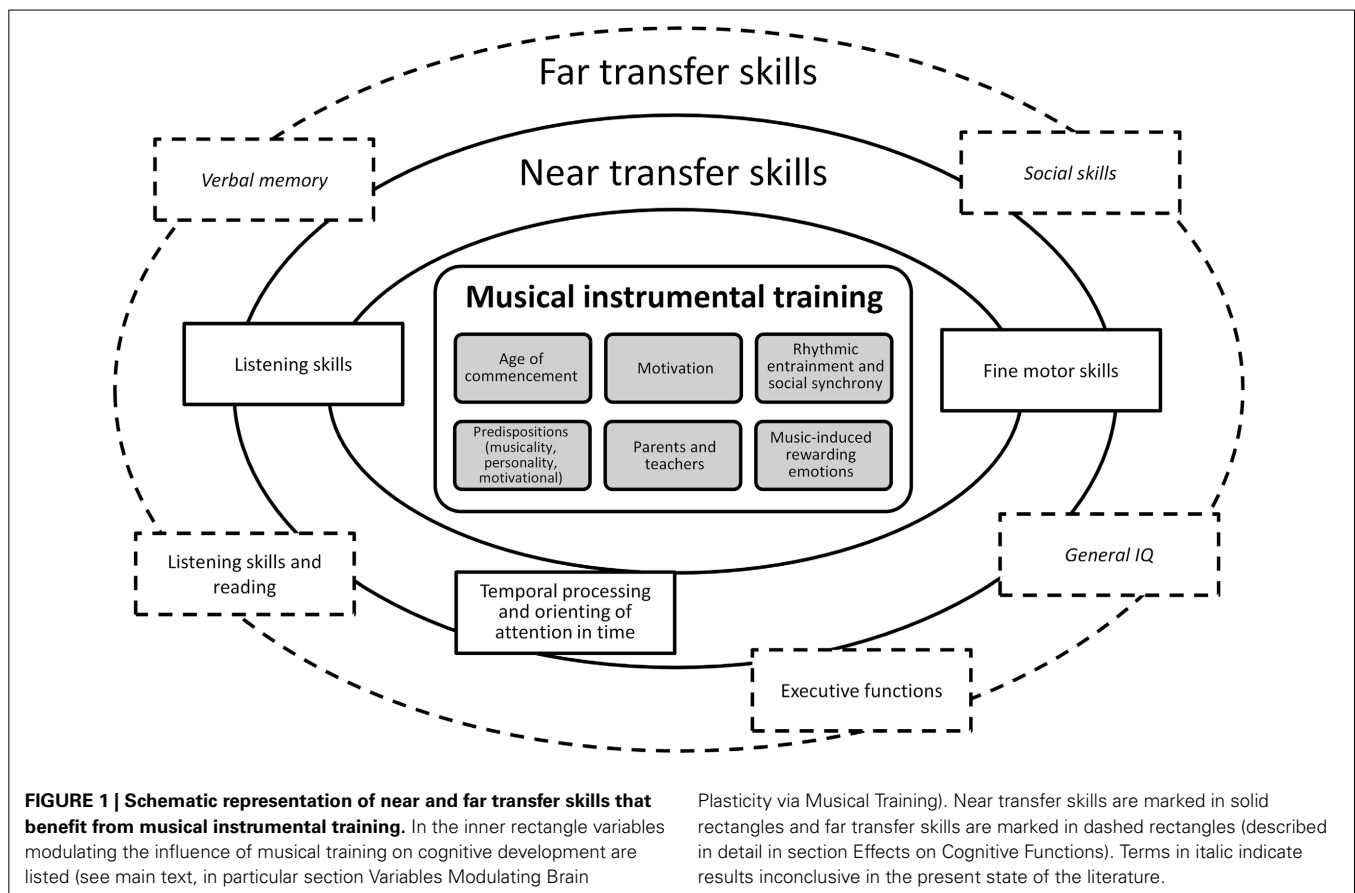 Far transfer skills
Near transfer skills
Verbal memory
Social skills
Musical instrumental training
Listening skills
Age of
commencement
Motivation
Rhythmic
entrainment and
social synchrony
Fine motor skills
Predispositions
(musicality,
personality,
motivational)
Parents and
teachers
Music-induced
rewarding
emotions
Listening skills and
reading
General IQ
Temporal processing
and orienting of
attention in time
Executive functions
FIGURE 1 | Schematic representation of near and far transfer skills that
benefit from musical instrumental training. In the inner rectangle variables
modulating the influence of musical training on cognitive development are
listed (see main text, in particular section Variables Modulating Brain
Plasticity via Musical Training). Near transfer skills are marked in solid
rectangles and far transfer skills are marked in dashed rectangles (described
in detail in section Effects on Cognitive Functions). Terms in italic indicate
results inconclusive in the present state of the literature.